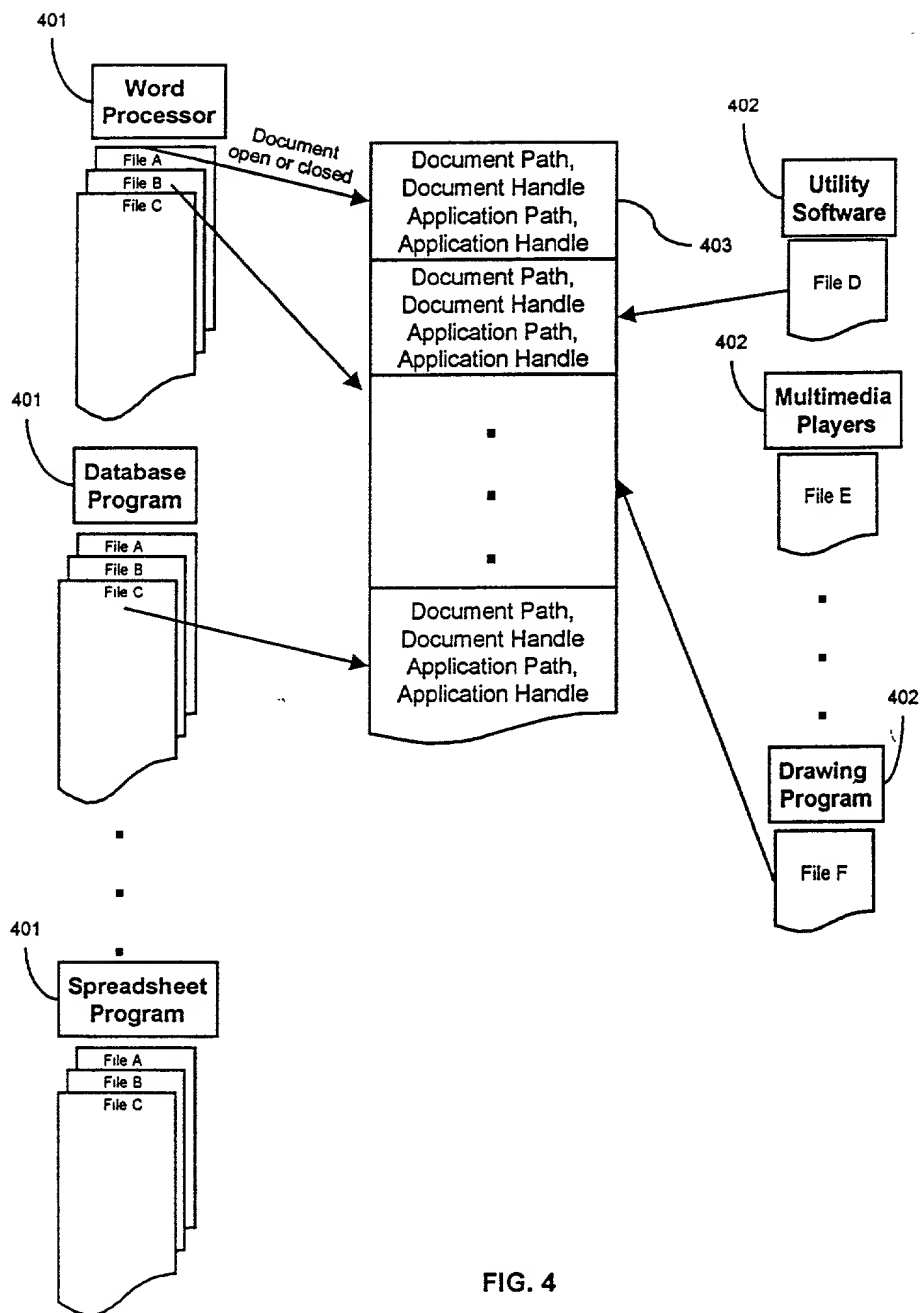 401
Word
Processor
File A
File B
File C
Document
open or closed
Document Path,
Document Handle
Application Path,
Application Handle
403
Document Path,
Document Handle
Application Path,
Application Handle
Document Path,
Document Handle
Application Path,
Application Handle
402
Utility
Software
File D
402
Multimedia
Players
File E
402
Drawing
Program
File F
401
Database
Program
File A
File B
File C
401
Spreadsheet
Program
File A
File B
File C
FIG. 4